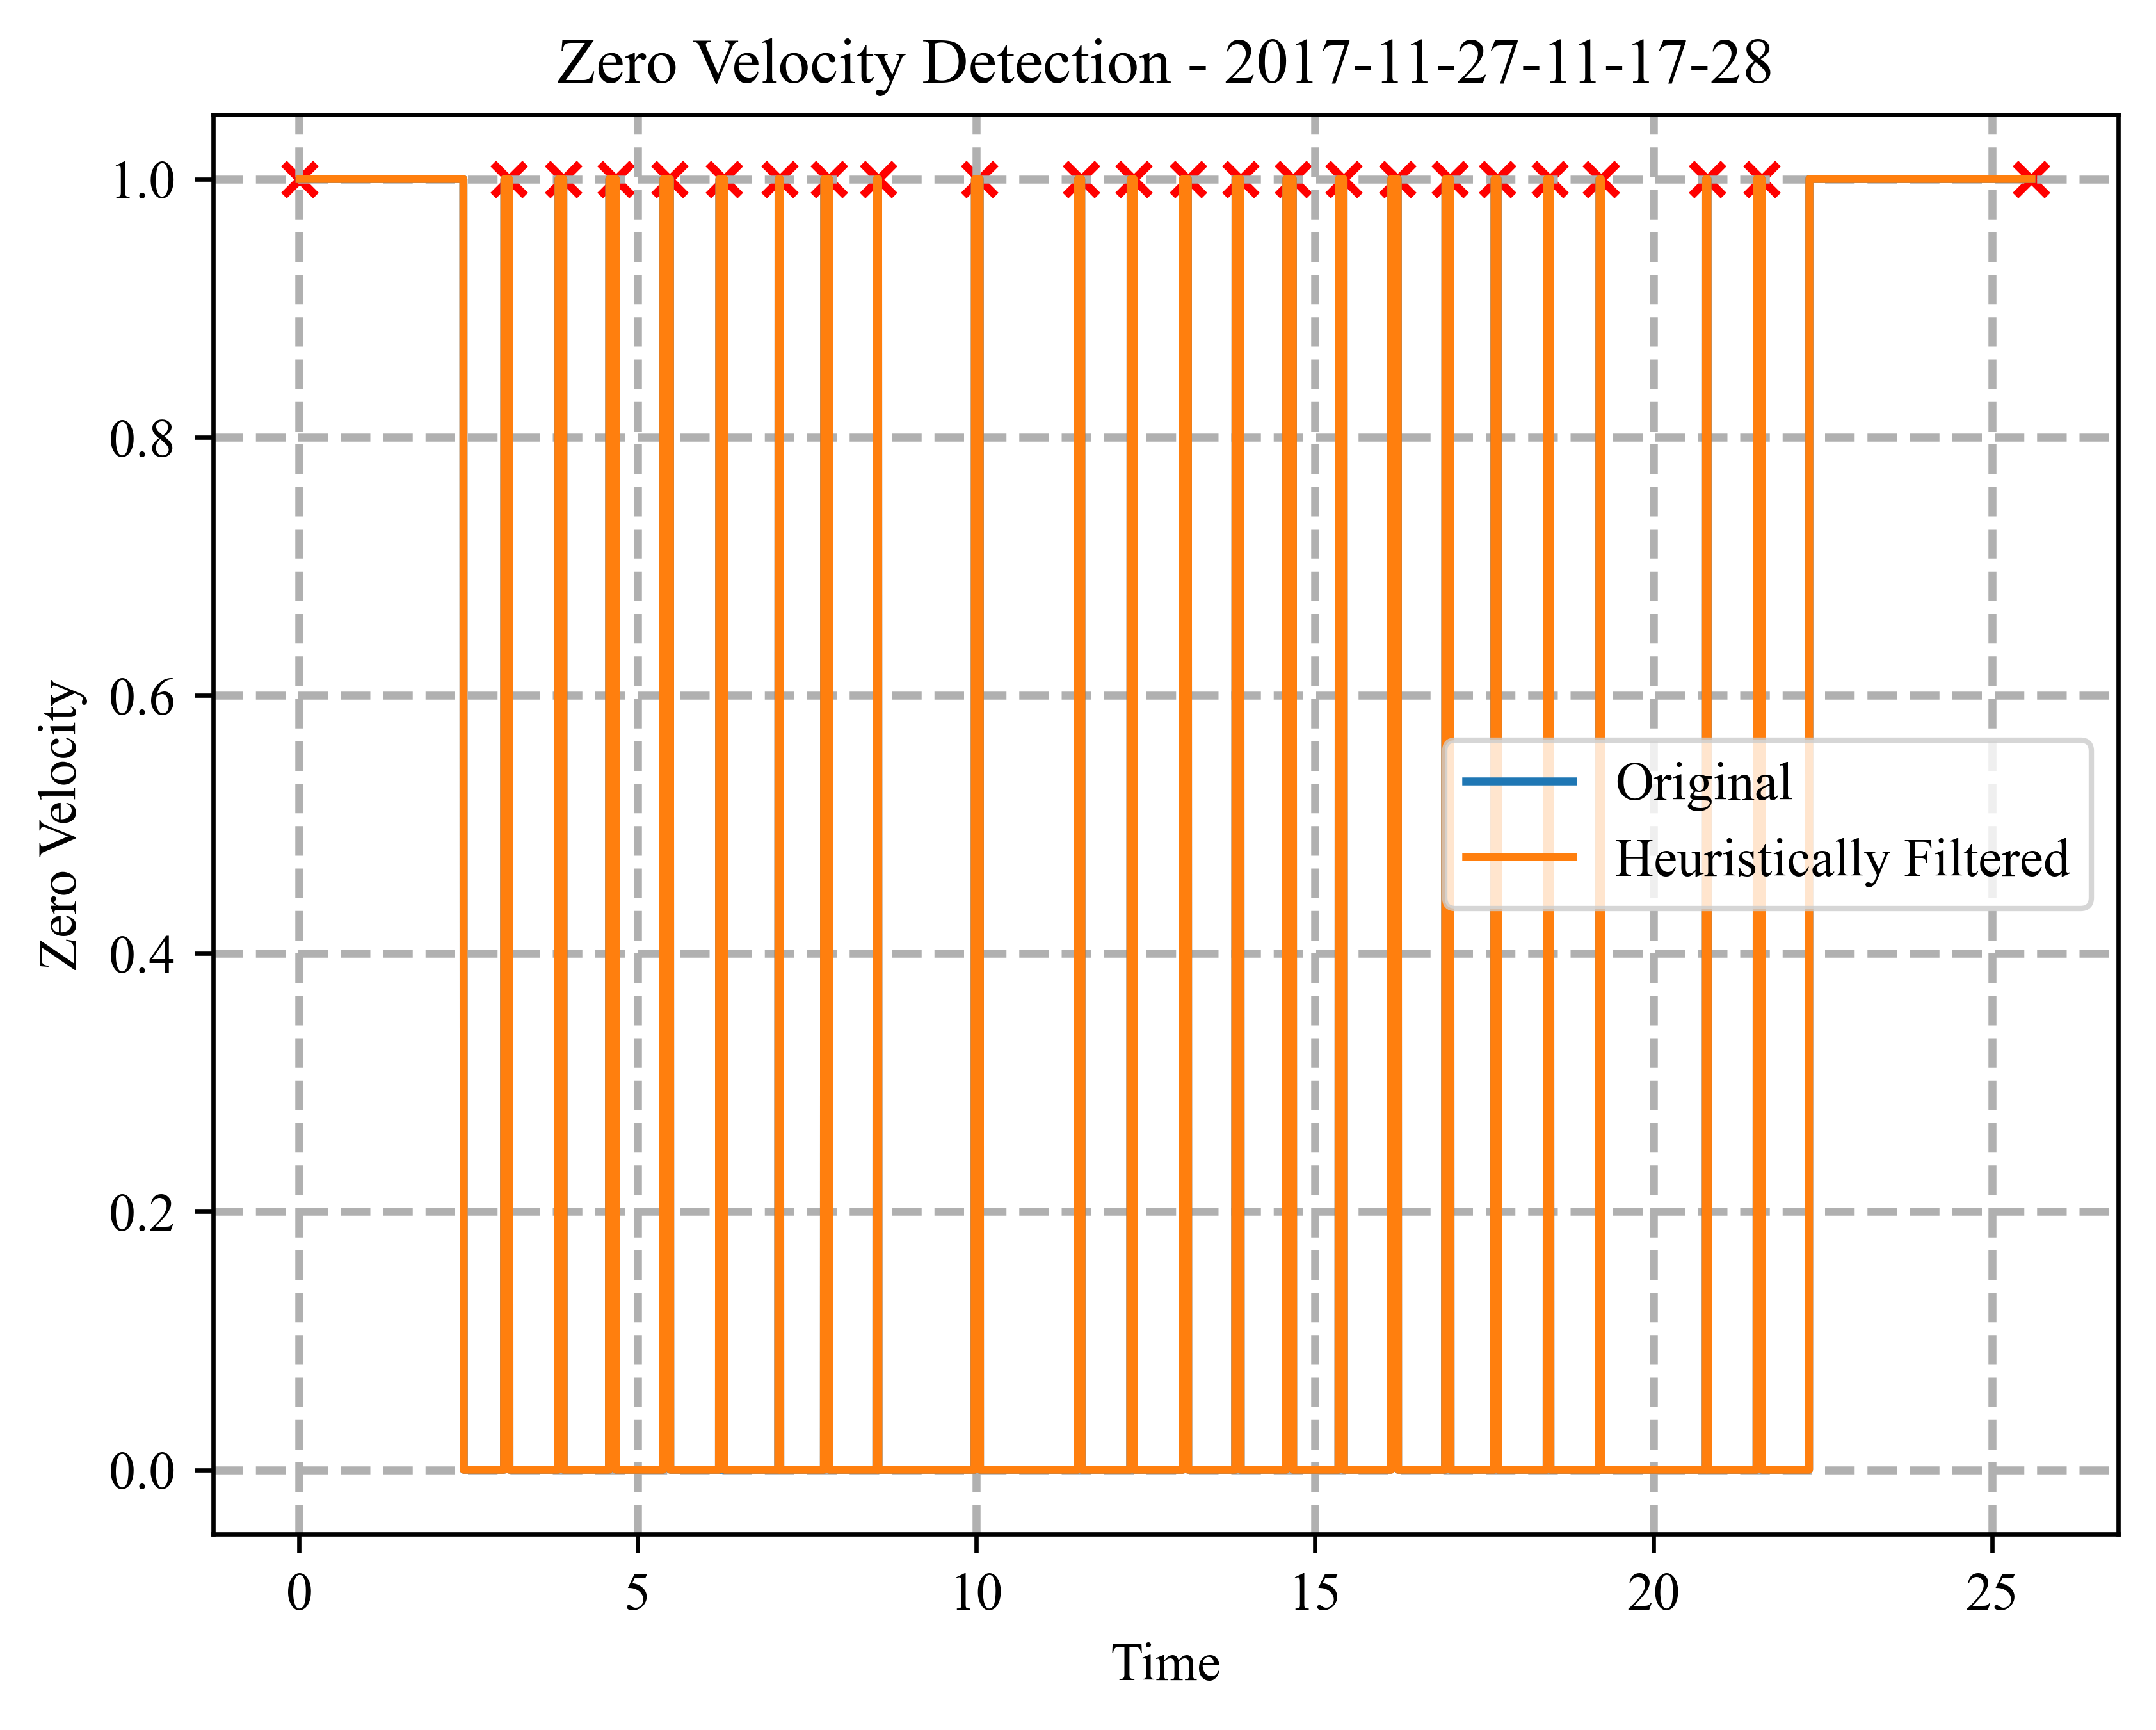 Zero Velocity Detection - 2017-11-27-11-17-28
1.0
0.8
0.6
0.4
0.2
0.0
Zero Velocity
Original
Heuristically Filtered
0 5 10 15 20 25
Time